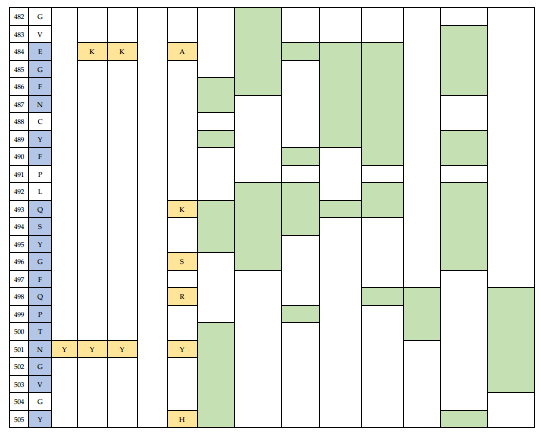 482 G
483 V
484 E K K A
485 G
486 F
487 N
488 C
489 Y
490 F
491 P
492 L
493 Q K
494 S
495 Y
496 G S
497 F
498 Q R
499 P
500 T
501 N Y Y Y Y
502 G
503 V
504 G
505 Y H